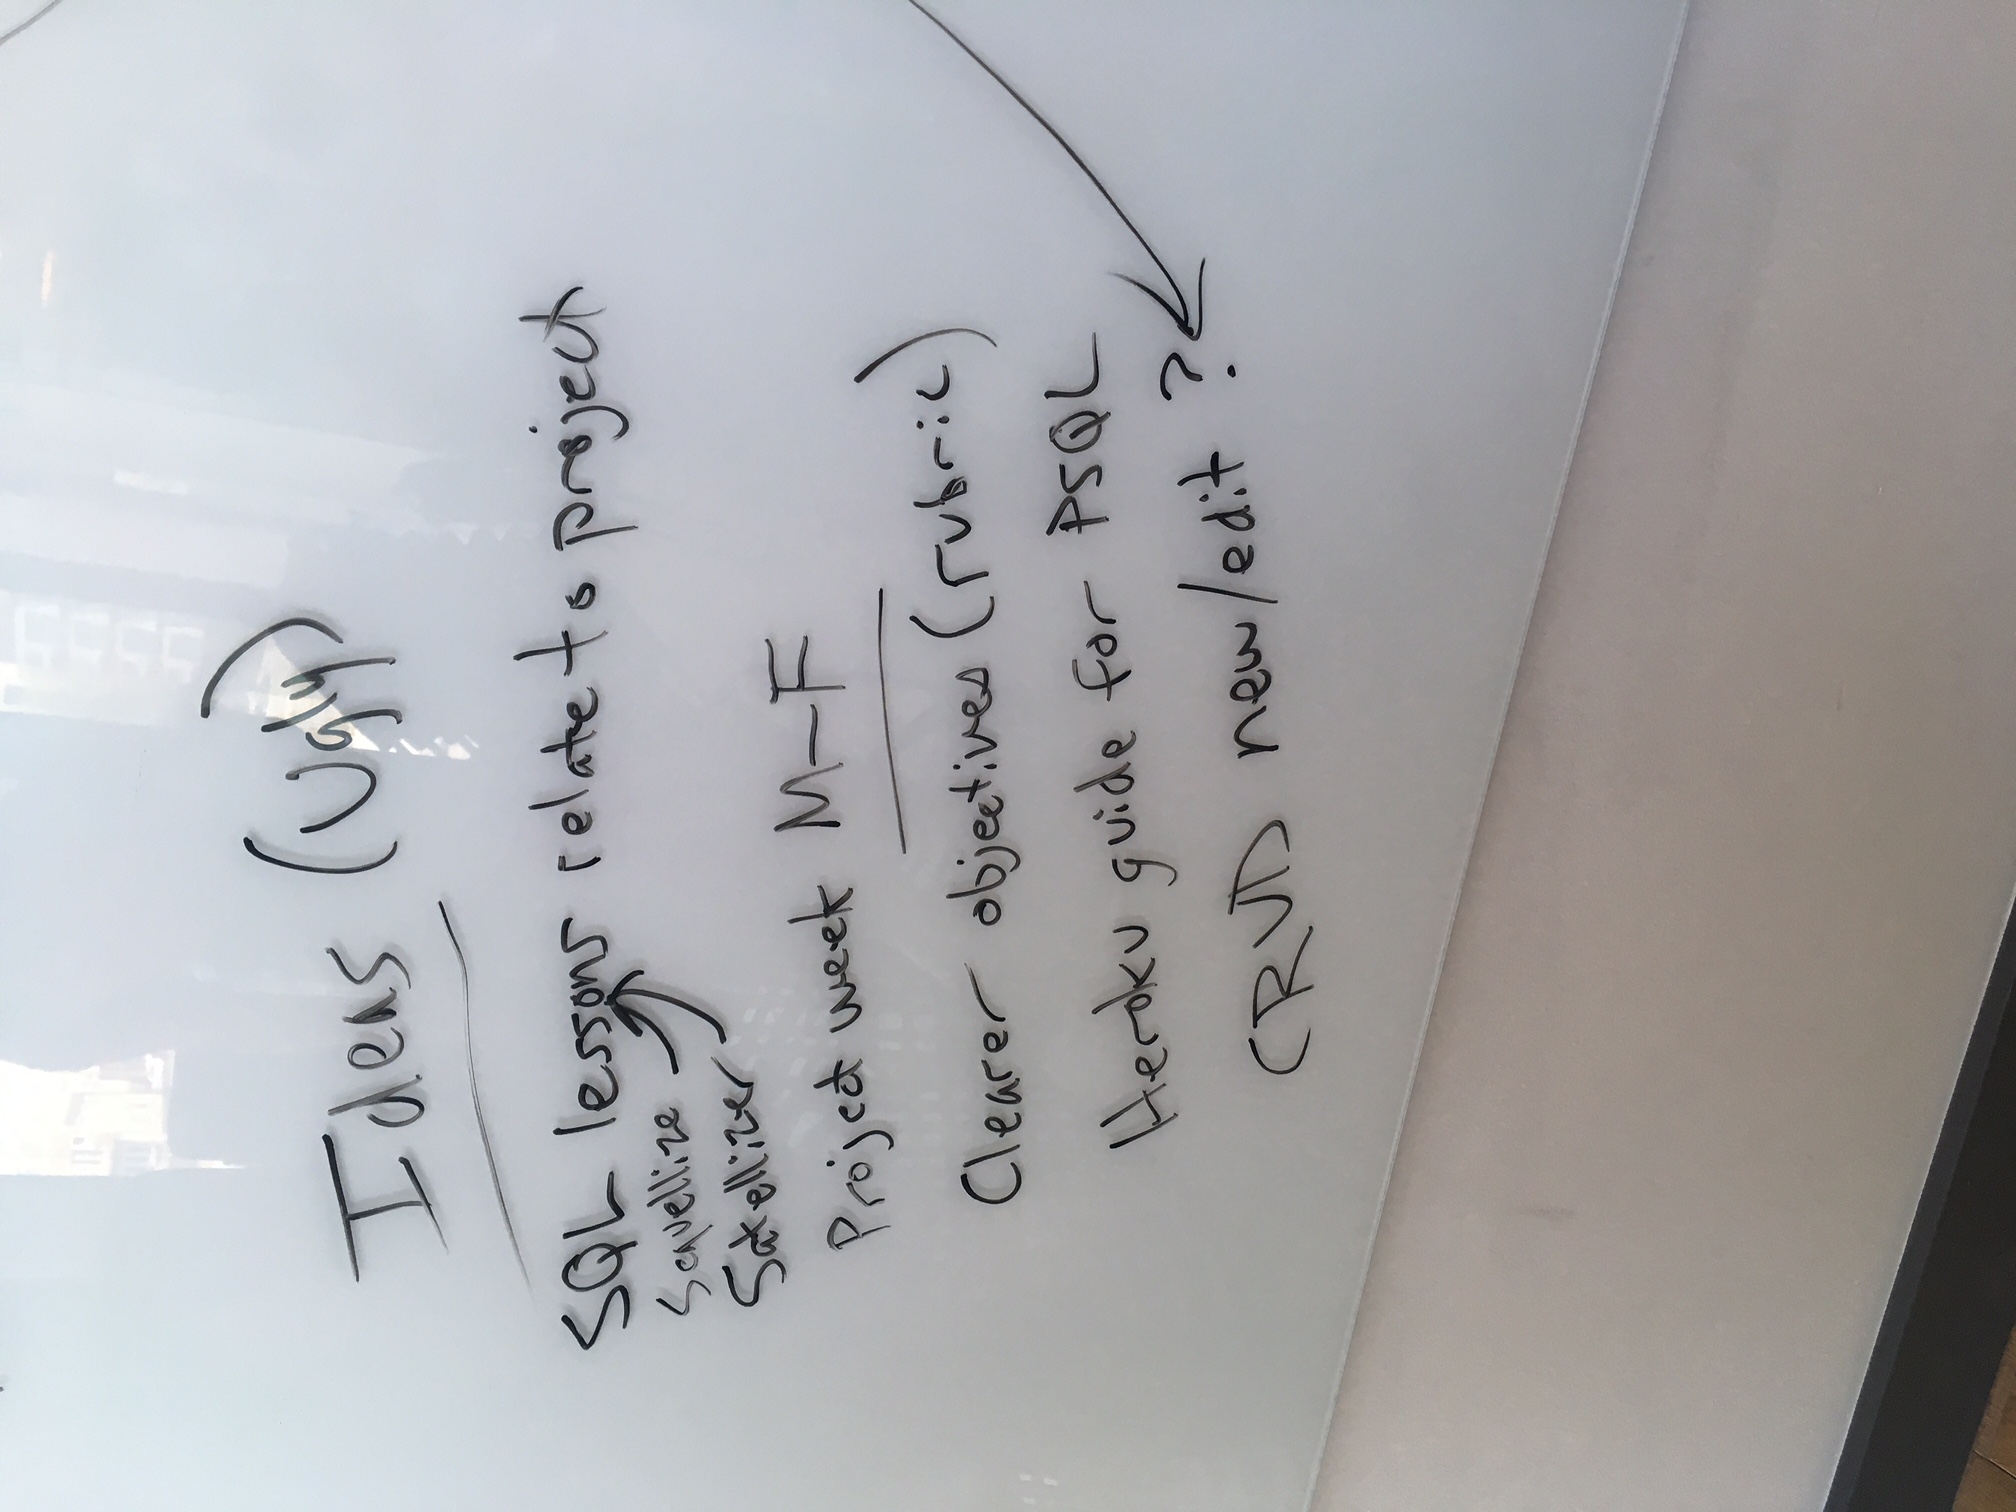 Ideas (Ugly)
SQL lessons relate to project
Sequellize
Satellizer
Project week M-F
Clearer objectives (rubric)
Heroku guide for PSQL
CRUD new/edit ?